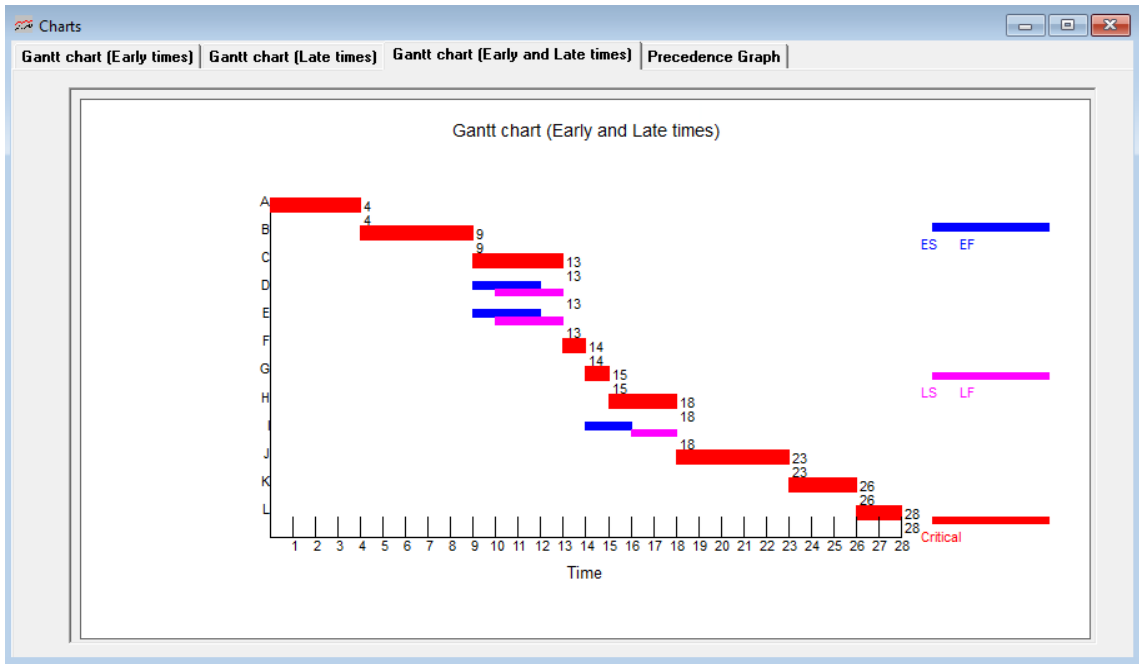 Charts
Gantt chart (Early times) Gantt chart (Late times) Gantt chart (Early and Late times) Precedence Graph
Gantt chart (Early and Late times)
A 4
4
B 9
9
C 13
13
D
13
E
13
F 14
14
G 15
15
H 18
18
I
18
J 23
23
K 26
26
L 28
28
1 2 3 4 5 6 7 8 9 10 11 12 13 14 15 16 17 18 19 20 21 22 23 24 25 26 27 28
Time
ES EF
LS LF
Critical